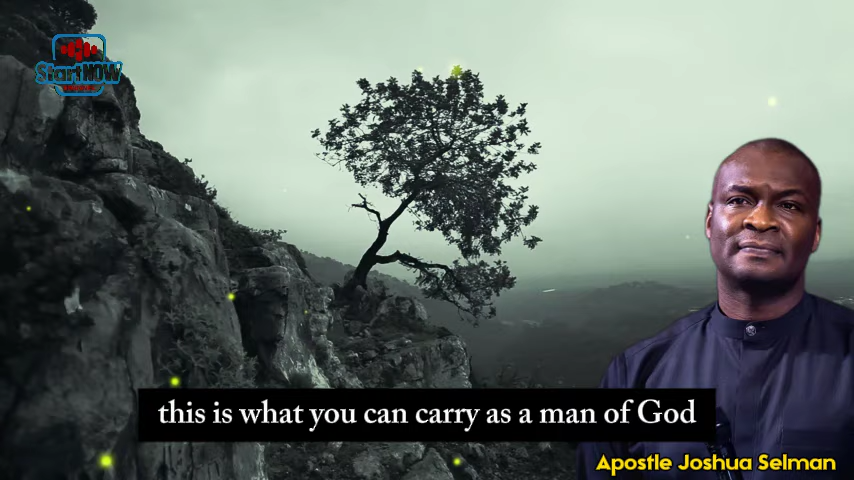 StartNOW
this is what you can carry as a man of God
Apostle Joshua Selman